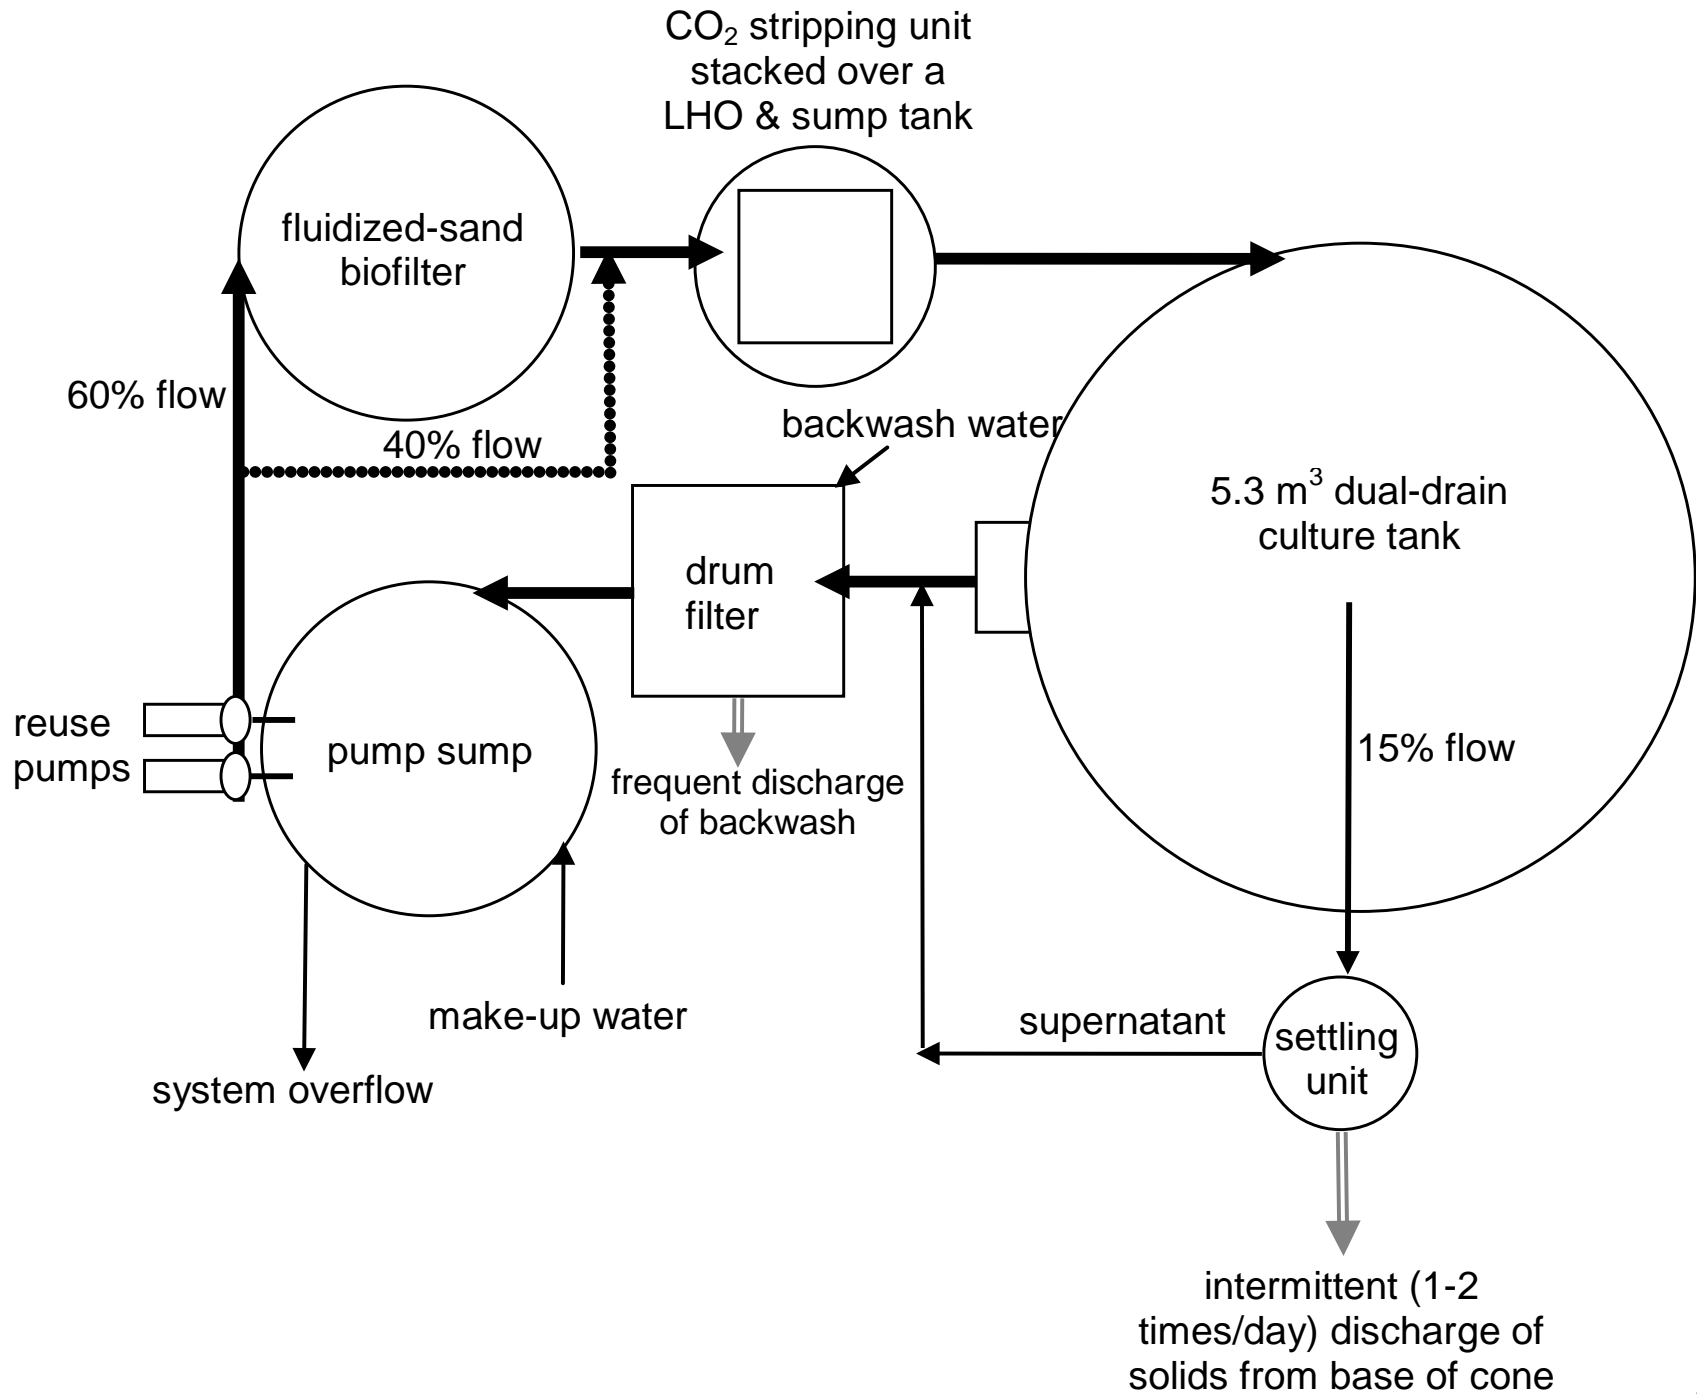 CO₂ stripping unit
stacked over a
LHO & sump tank
fluidized-sand
biofilter
60% flow
40% flow
backwash water
5.3 m³ dual-drain
culture tank
drum
filter
reuse
pumps
pump sump
15% flow
frequent discharge
of backwash
make-up water
supernatant
settling
unit
system overflow
intermittent (1-2
times/day) discharge of
solids from base of cone